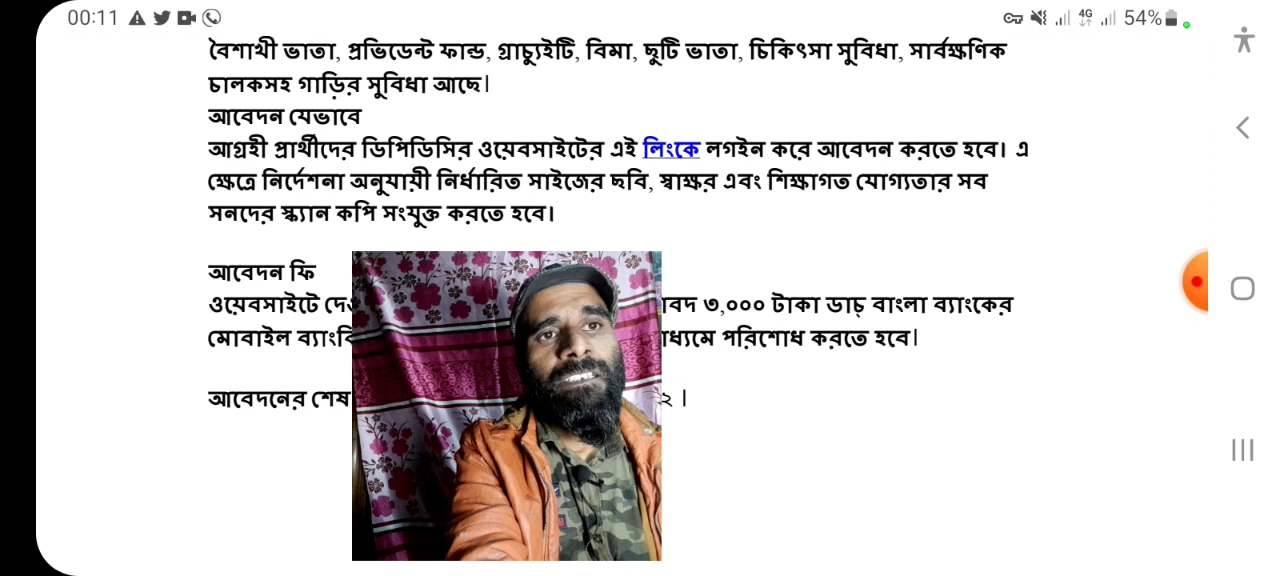 00:11 4G 54%
বৈশাখী ভাতা, প্রভিডেন্ট ফান্ড, গ্রাচ্যুইটি, বিমা, ছুটি ভাতা, চিকিৎসা সুবিধা, সার্বক্ষণিক
চালকসহ গাড়ির সুবিধা আছে।
আবেদন যেভাবে
আগ্রহী প্রার্থীদের ডিপিডিসির ওয়েবসাইটের এই লিংকে লগইন করে আবেদন করতে হবে। এ
ক্ষেত্রে নির্দেশনা অনুযায়ী নির্ধারিত সাইজের ছবি, স্বাক্ষর এবং শিক্ষাগত যোগ্যতার সব
সনদের স্ক্যান কপি সংযুক্ত করতে হবে।
আবেদন ফি
ওয়েবসাইটে ৩,০০০ টাকা ডাচ্ বাংলা ব্যাংকের
মোবাইল পরিশোধ করতে হবে।
আবেদনের শেষ ২ ।